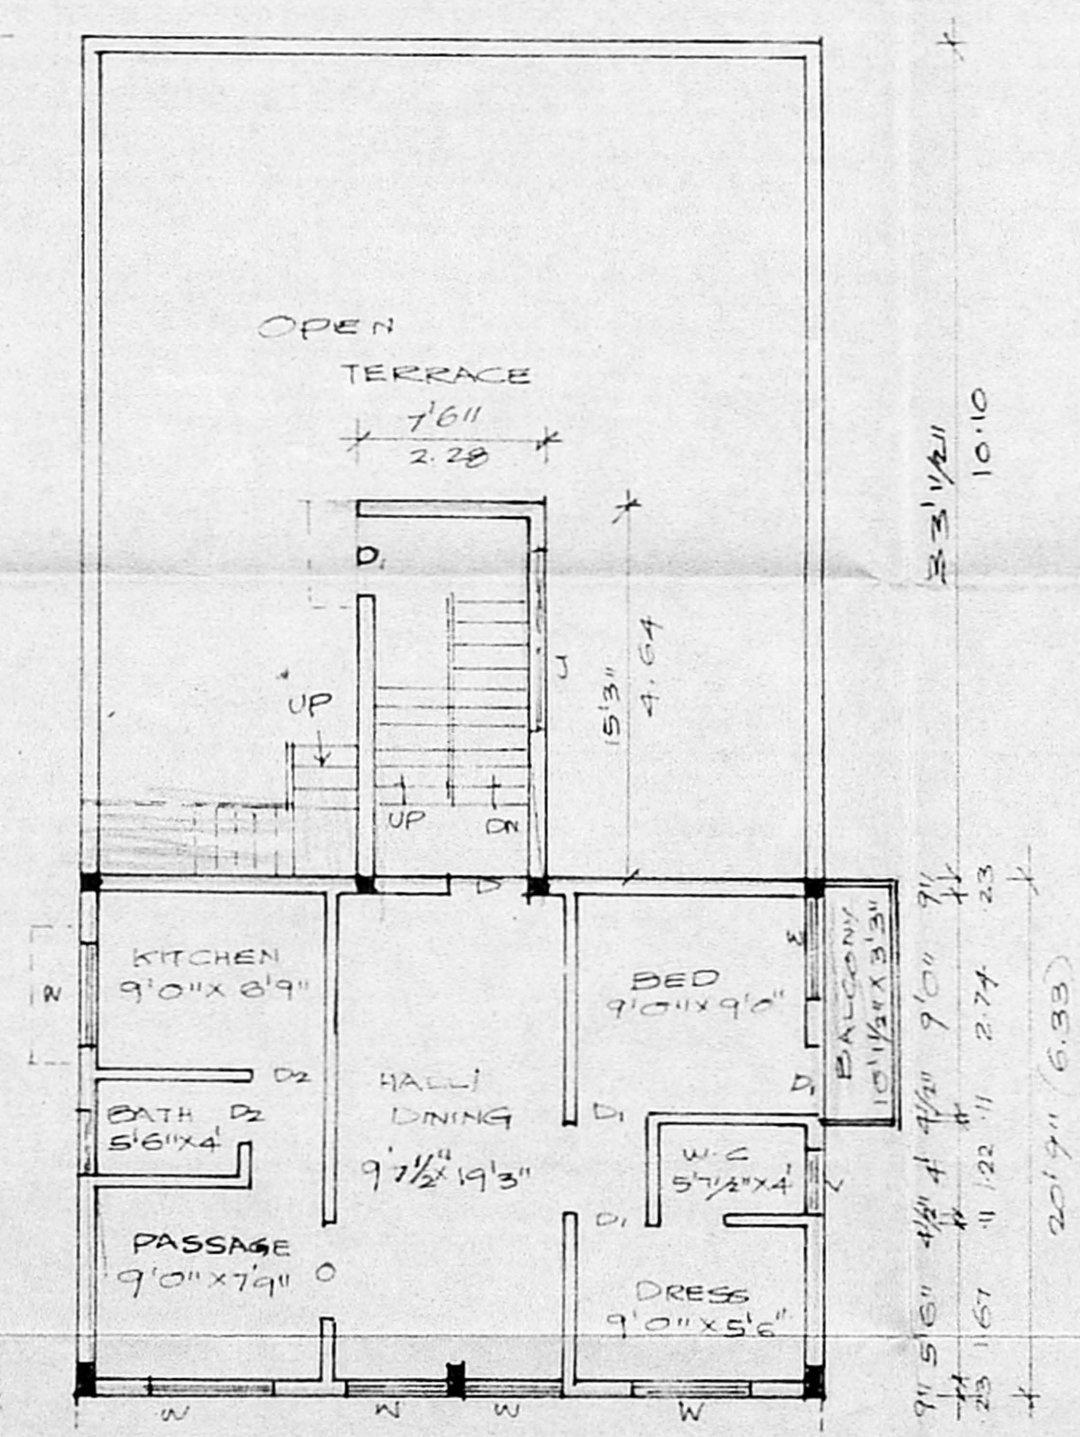 OPEN
TERRACE
7'6"
2.28
D1
UP
UP
DN
15'3"
4.64
33'1½"
10.10
D
KITCHEN
9'0" X 6'9"
W
D2
BATH D2
5'6"X4'
PASSAGE
9'0" X 7'9"
O
HALL/
DINING
9'7½"X19'3"
BED
9'0"X9'0"
W
D1
D1
D1
BALCONY
10'1½" X 3'3"
W.C
5'7½"X4'
V
DRESS
9'0" X5'6"
W
W
W
W
9" 5'6" 4½" 4' 4½" 9'0" 9"
.23 1.67 .11 1.22 .11 2.74 .23
20'9" (6.33)